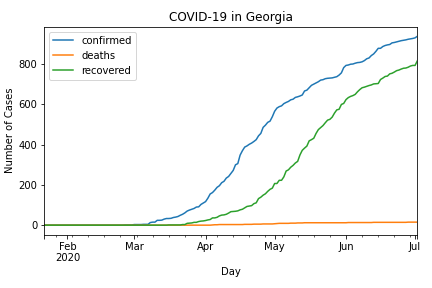 COVID-19 in Georgia
confirmed
deaths
recovered
Number of Cases
800
600
400
200
0
Feb Mar Apr May Jun Jul
2020
Day